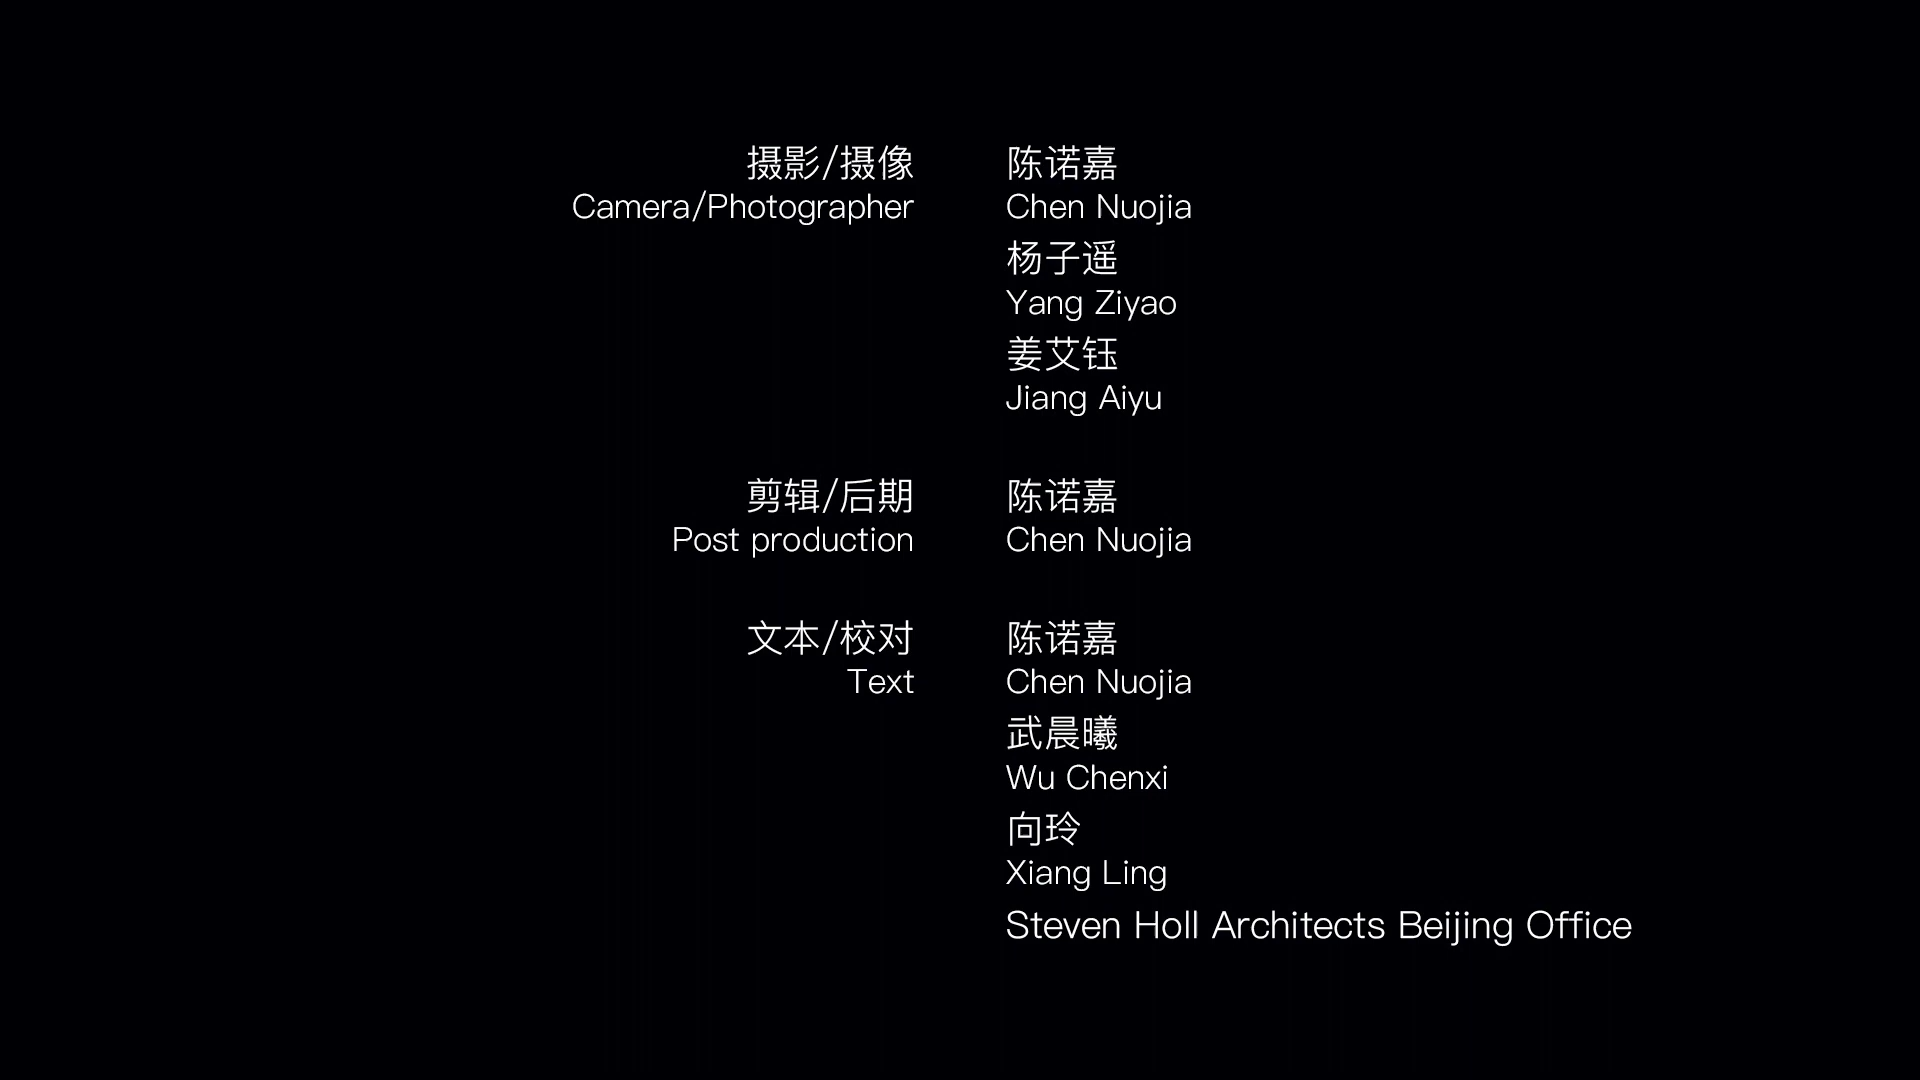 摄影/摄像 陈诺嘉
Camera/Photographer Chen Nuojia
杨子遥
Yang Ziyao
姜艾钰
Jiang Aiyu
剪辑/后期 陈诺嘉
Post production Chen Nuojia
文本/校对 陈诺嘉
Text Chen Nuojia
武晨曦
Wu Chenxi
向玲
Xiang Ling
Steven Holl Architects Beijing Office